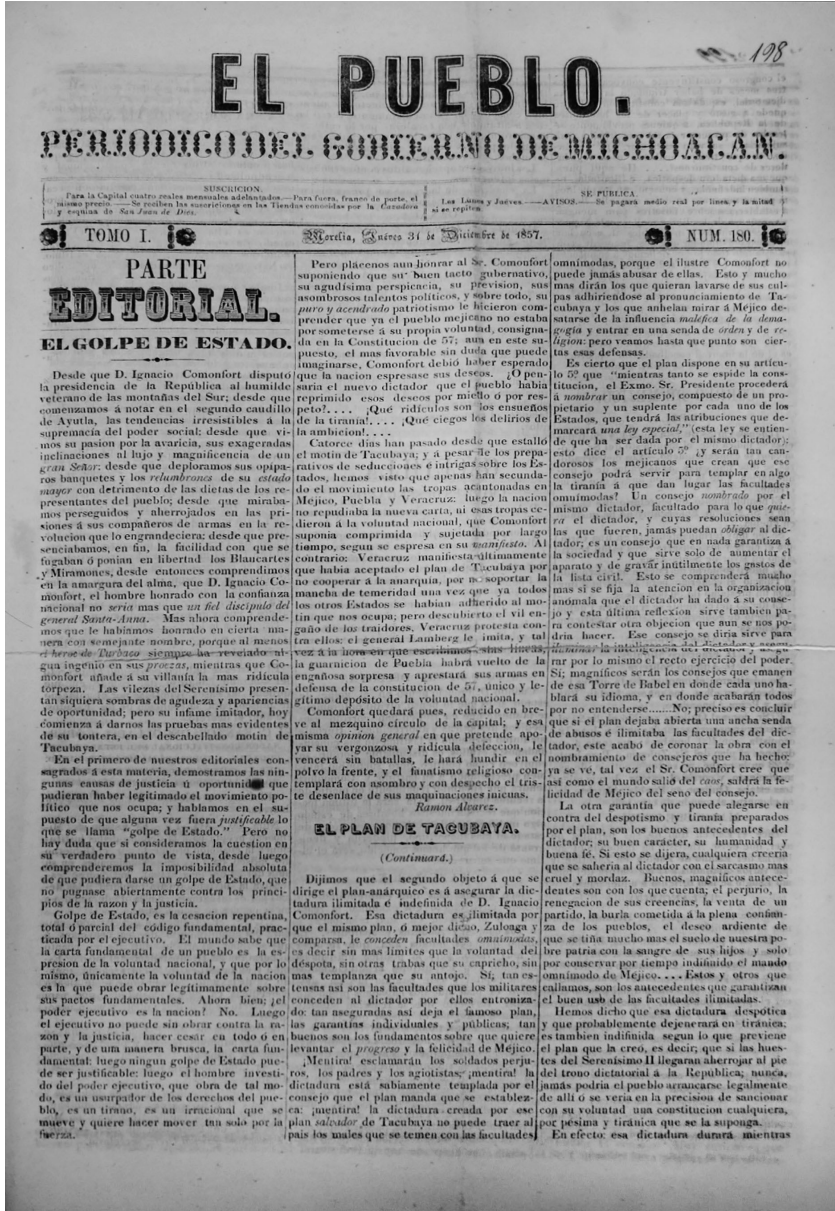 198
EL PUEBLO.
PERIODICO DEL GOBIERNO DE MICHOACAN.
SUSCRICION.
Para la Capital cuatro reales mensales adelantados.—Para fuera, franco de porte, el
mismo precio.—Se reciben las suscriciones en las Tiendas conocidas por la
y esquina de San Juan de Dios.
SE PUBLICA
Los Lunes y Jueves.—AVISOS.—Se pagará medio real por linea y la mitad
si se repiten
TOMO I.
Morelia, Jueves 31 de Diciembre de 1857.
NUM. 180.
PARTE
EDITORIAL.
EL GOLPE DE ESTADO.
Desde que D. Ignacio Comonfort disputó
la presidencia de la República al humilde
veterano de las montañas del Sur; desde que
comenzamos á notar en el segundo caudillo
de Ayutla, las tendencias irresistibles á la
supremacía del poder social; desde que vi-
mos su pasion por la avaricia, sus exageradas
inclinaciones al lujo y magnificencia de un
gran Señor: desde que deploramos sus opípa-
ros banquetes y los relumbrones de su estado
mayor con detrimento de las dietas de los re-
presentantes del pueblo; desde que miraba-
mos perseguidos y aherrojados en las pri-
siones á sus compañeros de armas en la re-
volucion que lo engrandeciera; desde que pre-
senciabamos, en fin, la facilidad con que se
fugaban ó ponian en libertad los Blancartes
y Miramones, desde entonces comprendimos
en la amargura del alma, que D. Ignacio Co-
monfort, el hombre honrado con la confianza
nacional no seria mas que un fiel discípulo del
general Santa-Anna. Mas ahora comprende-
mos que le habíamos honrado en cierta ma-
nera con semejante nombre, porque al menos
el heroe de Turbaco siempre ha revelado al-
gun ingenio en sus proezas, mientras que Co-
monfort añade á su villanía la mas ridícula
torpeza. Las vilezas del Serenísimo presen-
tan siquiera sombras de agudeza y apariencias
de oportunidad; pero su infame imitador, hoy
comienza á darnos las pruebas mas evidentes
de su tontera, en el descabellado motin de
Tacubaya.
En el primero de nuestros editoriales con-
sagrados á esta materia, demostramos las nin-
gunas causas de justicia ú oportunidad que
pudieran haber legitimado el movimiento polí-
tico que nos ocupa; y hablamos en el su-
puesto de que alguna vez fuera justificable lo
que se llama "golpe de Estado." Pero no
hay duda que si consideramos la cuestion en
su verdadero punto de vista, desde luego
comprenderemos la imposibilidad absoluta
de que pudiera darse un golpe de Estado, que
no pugnase abiertamente contra los princi-
pios de la razon y la justicia.
Golpe de Estado, es la cesacion repentina,
total ó parcial del código fundamental, prac-
ticada por el ejecutivo. El mundo sabe que
la carta fundamental de un pueblo es la es-
presion de la voluntad nacional, y que por lo
mismo, únicamente la voluntad de la nacion
es la que puede obrar legítimamente sobre
sus pactos fundamentales. Ahora bien; ¿el
poder ejecutivo es la nacion? No. Luego
el ejecutivo no puede sin obrar contra la ra-
zon y la justicia, hacer cesar en todo ó en
parte, y de una manera brusca, la carta fun-
damental: luego ningun golpe de Estado pue-
de ser justificable: luego el hombre investi-
do del poder ejecutivo, que obra de tal mo-
do, es un usurpador de los derechos del pue-
blo, es un tirano, es un irracional que se
mueve y quiere hacer mover tan solo por la
fuerza.
Pero plácenos aun honrar al Sr. Comonfort
suponiendo que su buen tacto gubernativo,
su agudísima perspicacia, su prevision, sus
asombrosos talentos políticos, y sobre todo, su
puro y acendrado patriotismo le hicieron com-
prender que ya el pueblo mejicano no estaba
por someterse á su propia voluntad, consigna-
da en la Constitucion de 57; aun en este su-
puesto, el mas favorable sin duda que puede
imaginarse, Comonfort debió haber esperado
que la nacion espresase sus deseos. ¿O pen-
saria el nuevo dictador que el pueblo habia
reprimido esos deseos por miedo ó por res-
peto?.... ¡Qué ridículos son los ensueños
de la tiranía!.... ¡Qué ciegos los delirios de
la ambicion!....
Catorce dias han pasado desde que estalló
el motin de Tacubaya; y á pesar de los prepa-
rativos de seducciones é intrigas sobre los Es-
tados, hemos visto que apenas han secunda-
do el movimiento las tropas acantonadas en
Méjico, Puebla y Veracruz: luego la nacion
no repudiaba la nueva carta, ni esas tropas ce-
dieron á la voluntad nacional, que Comonfort
suponia comprimida y sujetada por largo
tiempo, segun se espresa en su manifiesto. Al
contrario: Veracruz manifiesta últimamente
que habia aceptado el plan de Tacubaya por
no cooperar á la anarquia, por no soportar la
mancha de temeridad una vez que ya todos
los otros Estados se habian adherido al mo-
tin que nos ocupa; pero descubierto el vil en-
gaño de los traidores, Veracruz protesta con-
tra ellos: el general Lamberg le imita, y tal
vez á la hora en que escribimos estas líneas,
la guarnicion de Puebla habrá vuelto de la
engañosa sorpresa y aprestará sus armas en
defensa de la constitucion de 57, único y le-
gítimo depósito de la voluntad nacional.
Comonfort quedará pues, reducido en bre-
ve al mezquino círculo de la capital; y esa
misma opinion general en que pretende apo-
yar su vergonzosa y ridícula defeccion, le
vencerá sin batallas, le hará hundir en el
polvo la frente, y el fanatismo religioso con-
templará con asombro y con despecho el tris-
te desenlace de sus maquinaciones inicuas.
Ramon Alvarez.
EL PLAN DE TACUBAYA.
(Continuará.)
Dijimos que el segundo objeto á que se
dirige el plan-anárquico es á asegurar la dic-
tadura ilimitada é indefinida de D. Ignacio
Comonfort. Esa dictadura es ilimitada por
que el mismo plan, ó mejor dicho, Zuloaga y
comparsa, le conceden facultades omnímodas,
es decir sin mas límites que la voluntad del
déspota, sin otras trabas que su capricho, sin
mas templanza que su antojo. Sí; tan es-
tensas así son las facultades que los militares
conceden al dictador por ellos entroniza-
do: tan aseguradas así deja el famoso plan,
las garantías individuales y públicas; tan
buenos son los fundamentos sobre que quiere
levantar el progreso y la felicidad de Méjico.
¡Mentira! esclamarán los soldados perju-
ros, los padres y los agiotistas; ¡mentira! la
dictadura está sabiamente templada por el
consejo que el plan manda que se establez-
ca: ¡mentira! la dictadura creada por ese
plan salvador de Tacubaya no puede traer al
pais los males que se temen con las facultades
omnímodas, porque el ilustre Comonfort no
puede jamás abusar de ellas. Esto y mucho
mas dirán los que quieran lavarse de sus cul-
pas adhiriendose al pronunciamiento de Ta-
cubaya y los que anhelan mirar á Méjico de-
satarse de la influencia malefica de la dema-
gogía y entrar en una senda de órden y de re-
ligion: pero veamos hasta que punto son cier-
tas esas defensas.
Es cierto que el plan dispone en su artícu-
lo 5º que "mientras tanto se espide la cons-
titucion, el Exmo. Sr. Presidente procederá
á nombrar un consejo, compuesto de un pro-
pietario y un suplente por cada uno de los
Estados, que tendrá las atribuciones que de-
marcará una ley especial," (esta ley se entien-
de que ha ser dada por el mismo dictador);
esto dice el artículo 5º ¿y serán tan can-
dorosos los mejicanos que crean que ese
consejo podrá servir para templar en algo
la tiranía á que dan lugar las facultades
omnímodas? Un consejo nombrado por el
mismo dictador, facultado para lo que quie-
ra el dictador, y cuyas resoluciones sean
las que fueren, jamás puedan obligar al dic-
tador; es un consejo que en nada garantiza á
la sociedad y que sirve solo de aumentar el
aparato y de gravar inútilmente los gastos de
la lista civil. Esto se comprenderá mucho
mas si se fija la atencion en la organizacion
anómala que el dictador ha dado á su conse-
jo y esta última reflexion sirve tambien pa-
ra contestar otra objecion que aun se nos po-
dria hacer. Ese consejo se diria sirve para
iluminar la inteligencia del dictador y asegu-
rar por lo mismo el recto ejercicio del poder.
Sí; magníficos serán los consejos que emanen
de esa Torre de Babel en donde cada uno ha-
blará su idioma, y en donde acabarán todos
por no entenderse.......No; preciso es concluir
que si el plan dejaba abierta una ancha senda
de abusos é ilimitaba las facultades del dic-
tador, este acabo de coronar la obra con el
nombramiento de consejeros que ha hecho;
ya se vé, tal vez el Sr. Comonfort cree que
así como el mundo salió del caos, saldrá la fe-
licidad de Méjico del seno del consejo.
La otra garantía que puede alegarse en
contra del despotismo y tiranía preparados
por el plan, son los buenos antecedentes del
dictador; su buen carácter, su humanidad y
buena fé. Si esto se dijera, cualquiera creeria
que se saheria al dictador con el sarcasmo mas
cruel y mordaz. Buenos, magníficos antece-
dentes son con los que cuenta; el perjurio, la
renegacion de sus creencias, la venta de un
partido, la burla cometida á la plena confian-
za de los pueblos, el deseo ardiente de
que se tiña mucho mas el suelo de nuestra po-
bre patria con la sangre de sus hijos y solo
por conservar por tiempo indifinido el mando
omnímodo de Méjico....Estos y otros que
callamos, son los antecedentes que garantizan
el buen uso de las facultades ilimitadas.
Hemos dicho que esa dictadura despótica
y que probablemente dejenerará en tiránica;
es tambien indifinida segun lo que previene
el plan que la creó, es decir; que si las hues-
tes del Serenísimo II llegaran aherrojar al pie
del trono dictatorial á la República; nunca,
jamás podria el pueblo arrancarse legalmente
de allí ó se veria en la precision de sancionar
con su voluntad una constitucion cualquiera,
por pésima y tiránica que se la suponga.
En efecto: esa dictadura durará mientras